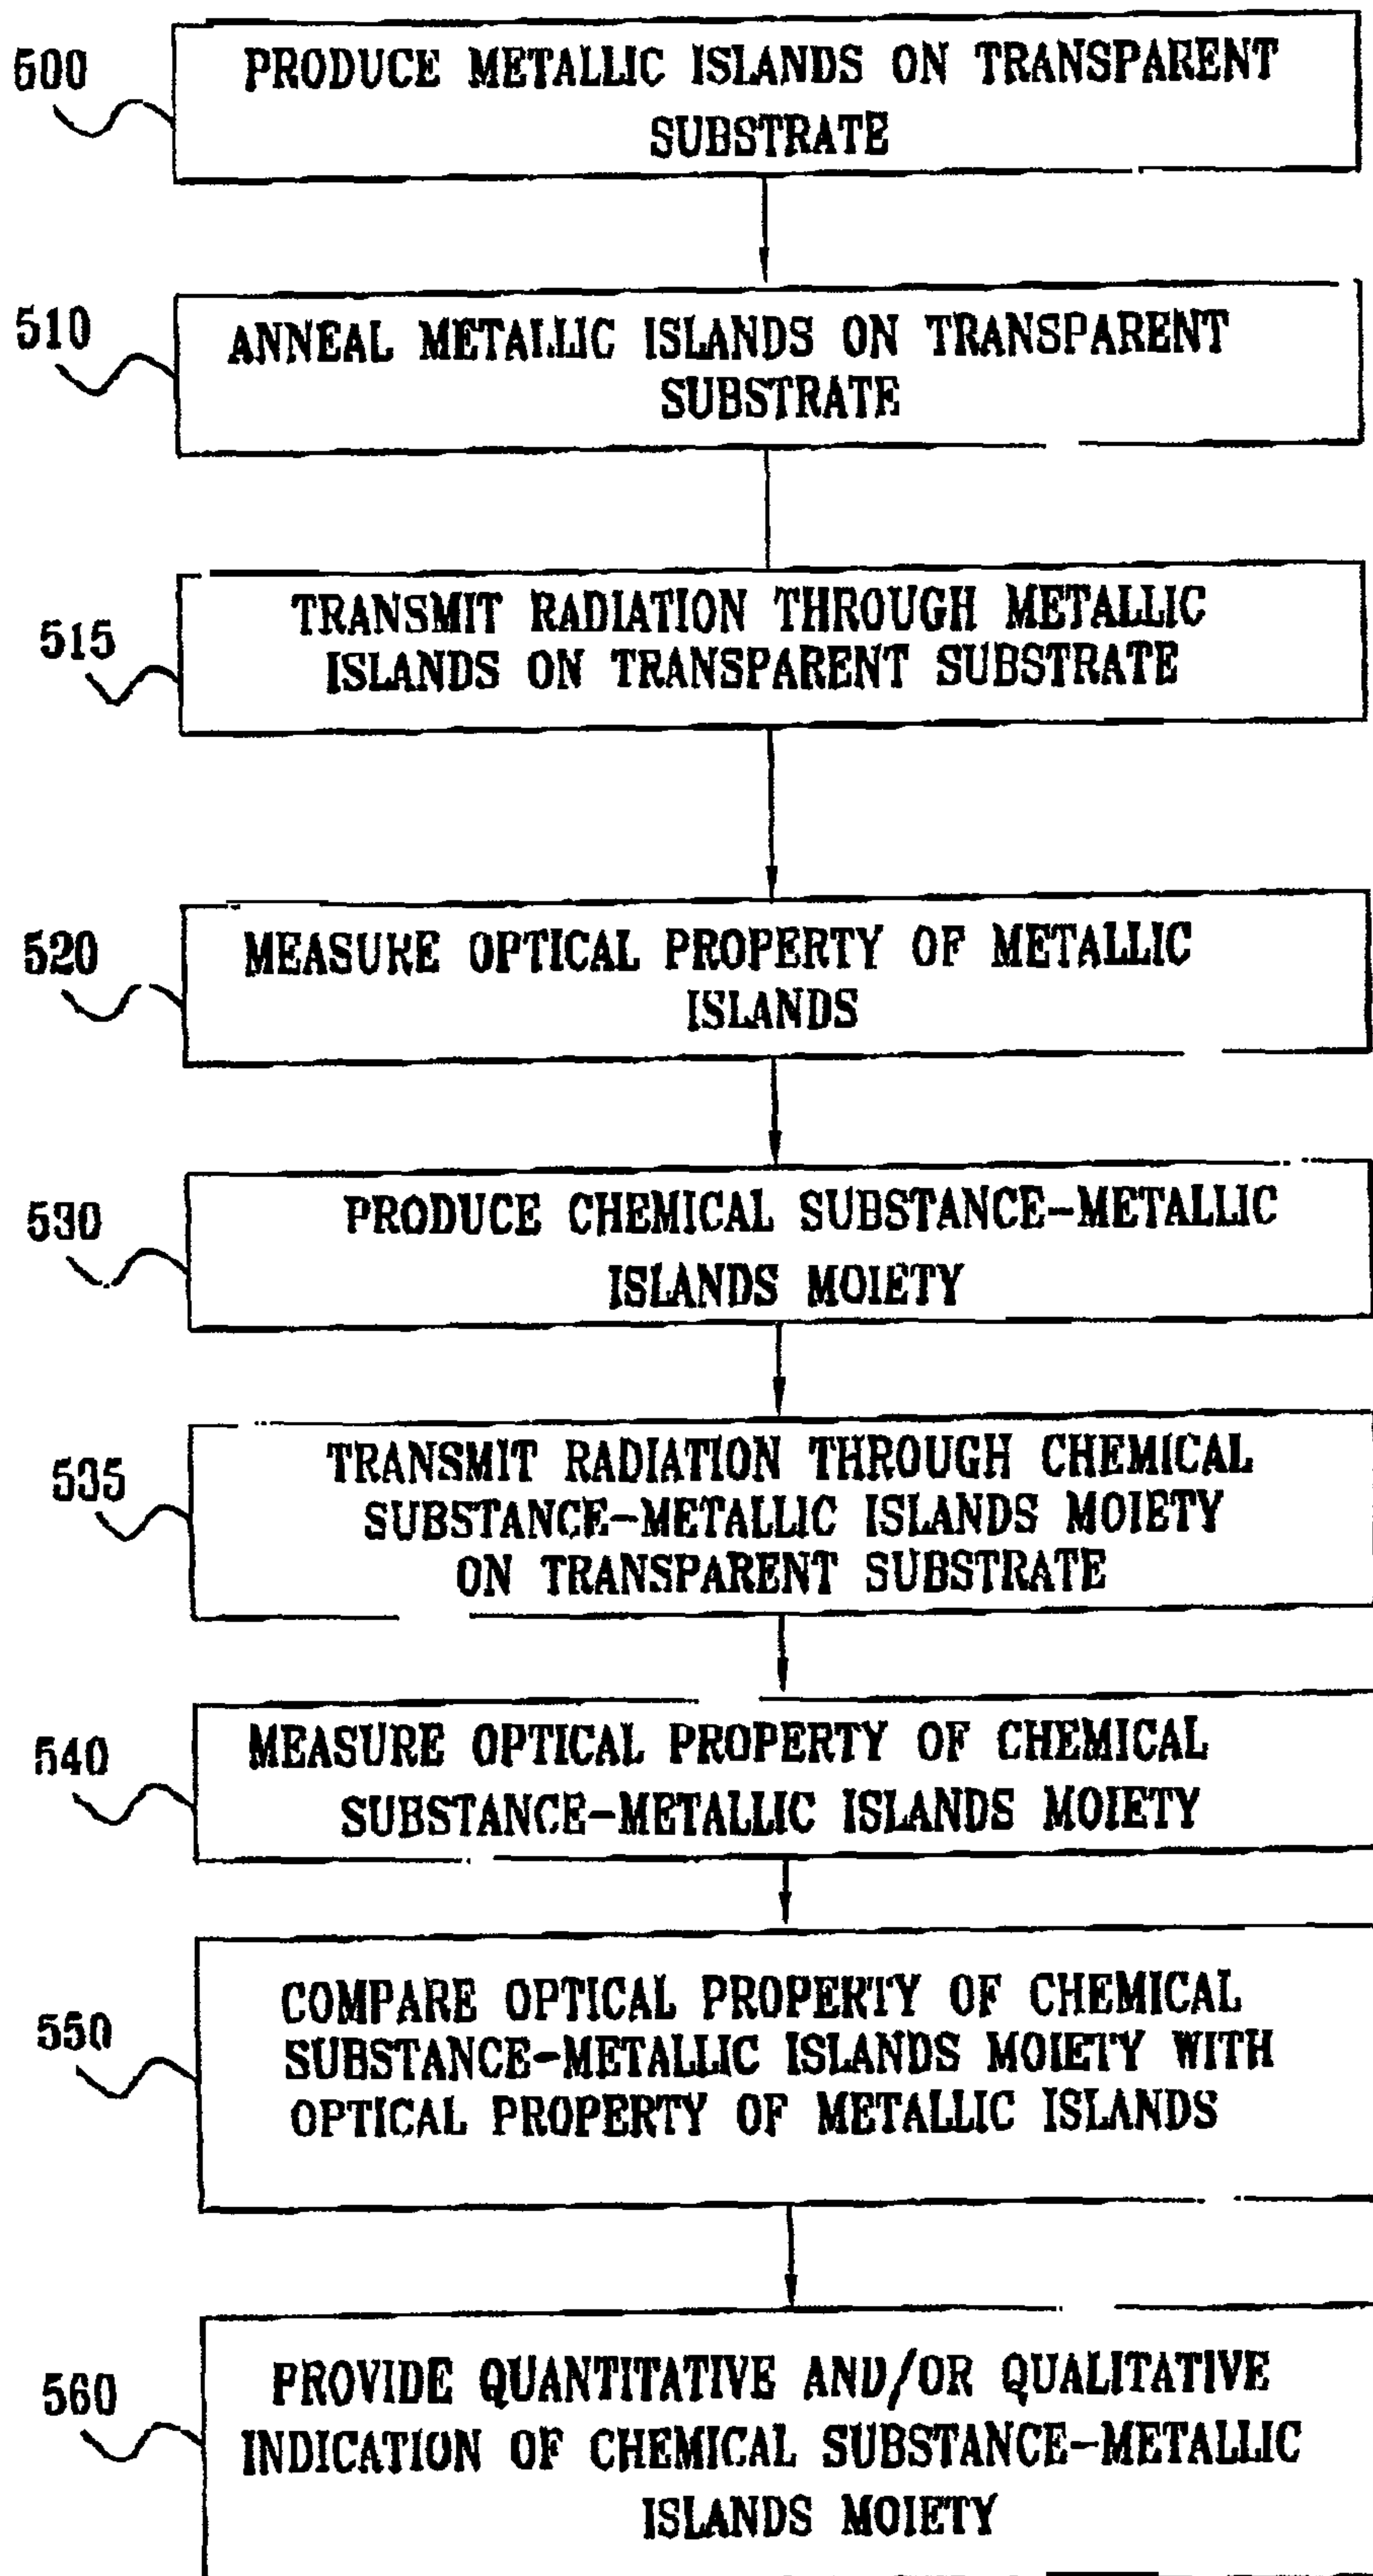 500
PRODUCE METALLIC ISLANDS ON TRANSPARENT
SUBSTRATE
510
ANNEAL METALLIC ISLANDS ON TRANSPARENT
SUBSTRATE
515
TRANSMIT RADIATION THROUGH METALLIC
ISLANDS ON TRANSPARENT SUBSTRATE
520
MEASURE OPTICAL PROPERTY OF METALLIC
ISLANDS
530
PRODUCE CHEMICAL SUBSTANCE-METALLIC
ISLANDS MOIETY
535
TRANSMIT RADIATION THROUGH CHEMICAL
SUBSTANCE-METALLIC ISLANDS MOIETY
ON TRANSPARENT SUBSTRATE
540
MEASURE OPTICAL PROPERTY OF CHEMICAL
SUBSTANCE-METALLIC ISLANDS MOIETY
550
COMPARE OPTICAL PROPERTY OF CHEMICAL
SUBSTANCE-METALLIC ISLANDS MOIETY WITH
OPTICAL PROPERTY OF METALLIC ISLANDS
560
PROVIDE QUANTITATIVE AND/OR QUALITATIVE
INDICATION OF CHEMICAL SUBSTANCE-METALLIC
ISLANDS MOIETY